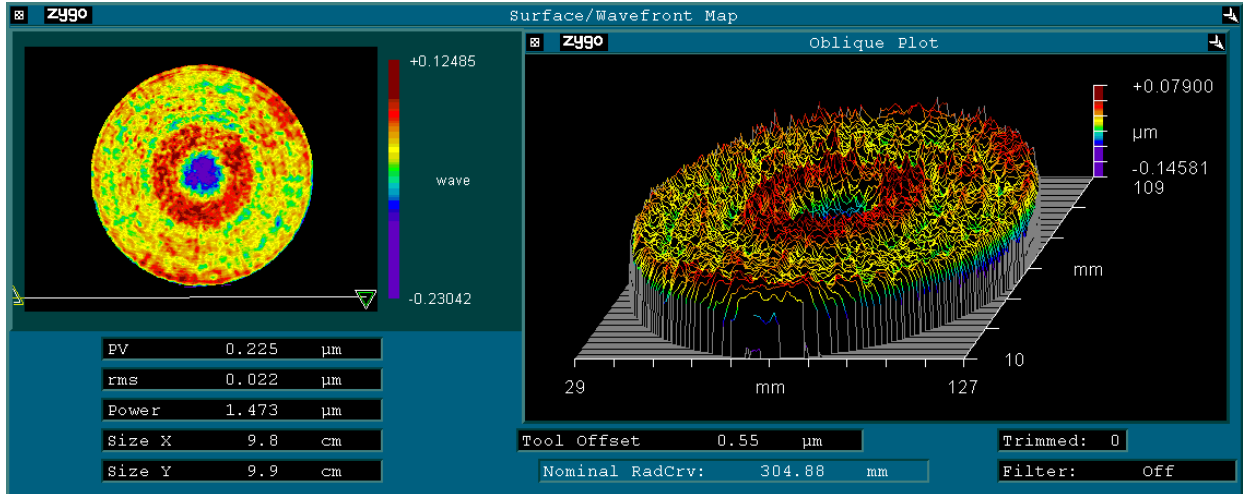 zygo Surface/Wavefront Map
+0.12485
wave
-0.23042
zygo Oblique Plot
+0.07900
µm
-0.14581
109
mm
10
29 mm 127
PV 0.225 µm
rms 0.022 µm
Power 1.473 µm
Size X 9.8 cm
Size Y 9.9 cm
Tool Offset 0.55 µm
Trimmed: 0
Nominal RadCrv: 304.88 mm
Filter: Off